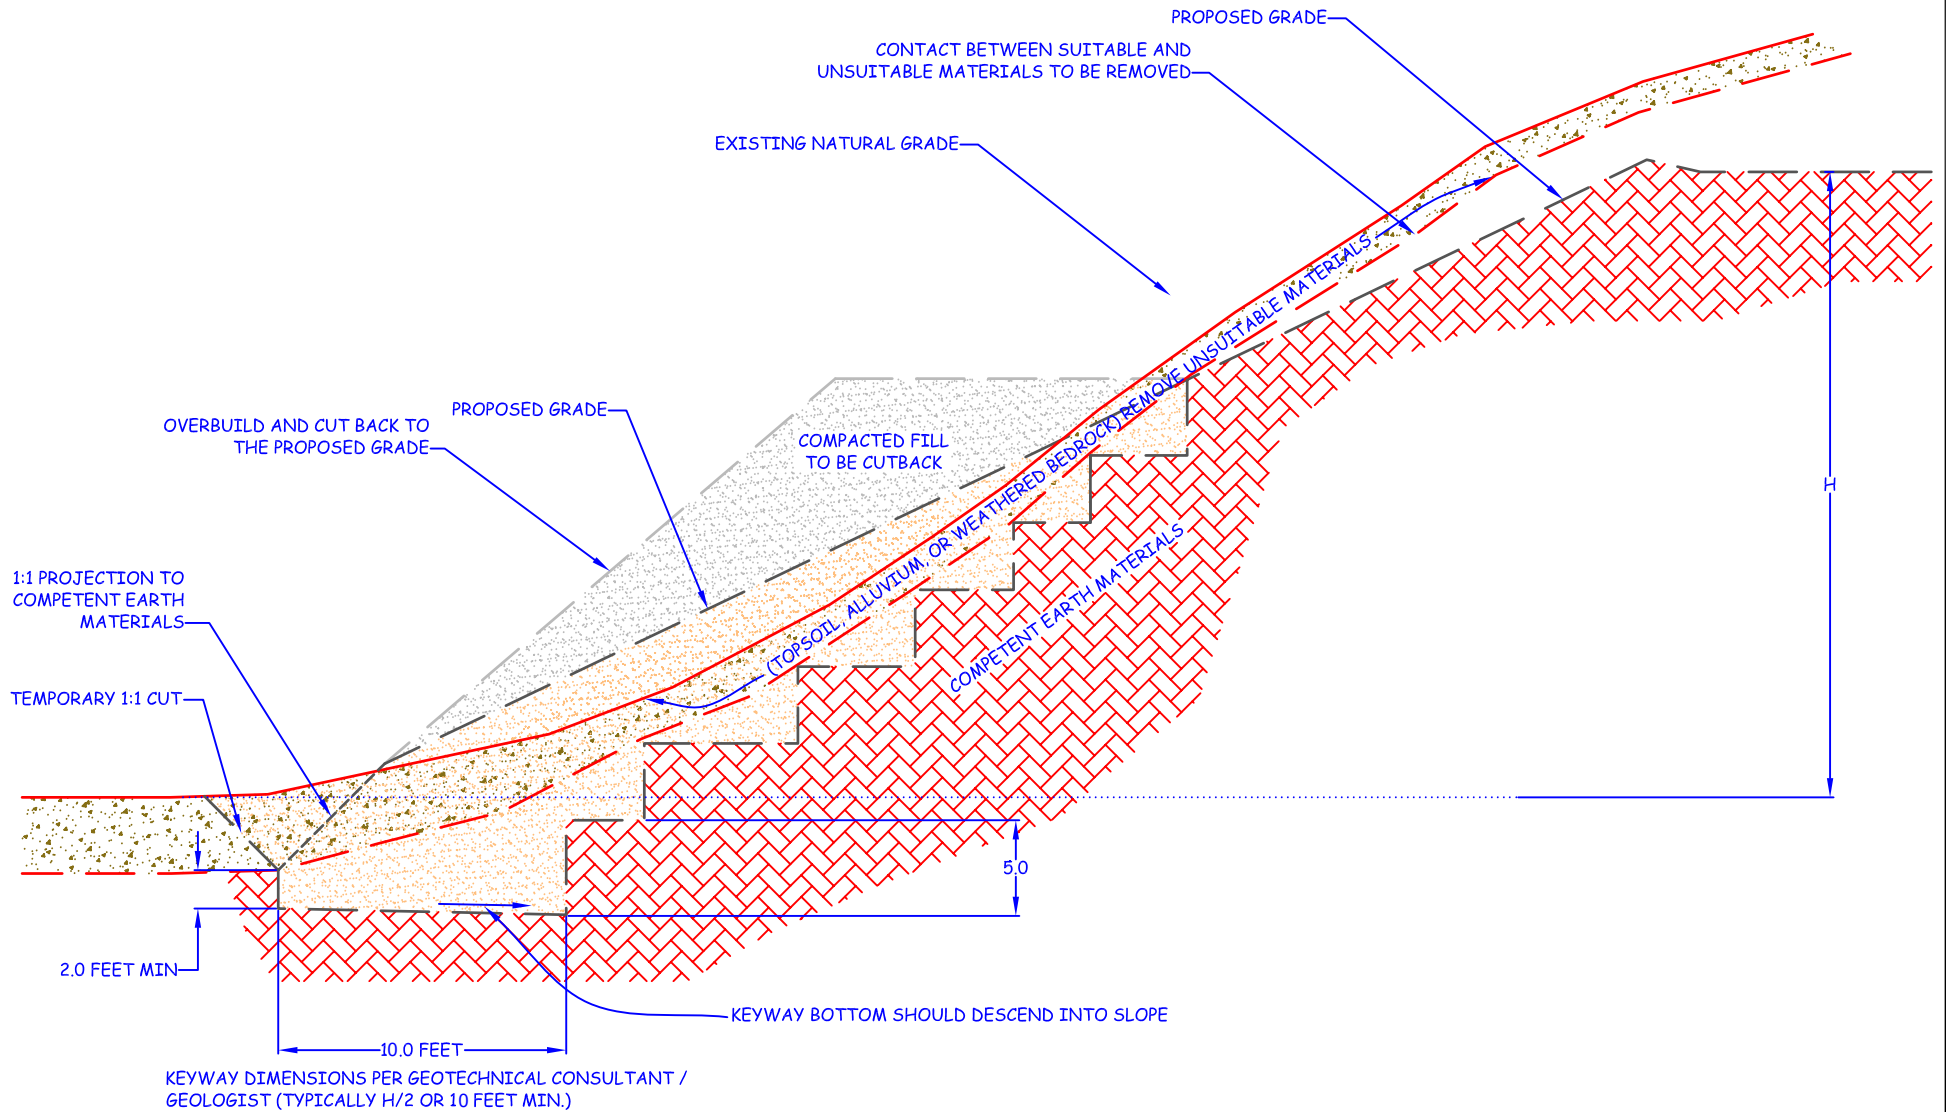 PROPOSED GRADE
CONTACT BETWEEN SUITABLE AND
UNSUITABLE MATERIALS TO BE REMOVED
EXISTING NATURAL GRADE
REMOVE UNSUITABLE MATERIALS
(TOPSOIL, ALLUVIUM, OR WEATHERED BEDROCK)
PROPOSED GRADE
OVERBUILD AND CUT BACK TO
THE PROPOSED GRADE
COMPACTED FILL
TO BE CUTBACK
H
COMPETENT EARTH MATERIALS
1:1 PROJECTION TO
COMPETENT EARTH
MATERIALS
TEMPORARY 1:1 CUT
5.0
2.0 FEET MIN
KEYWAY BOTTOM SHOULD DESCEND INTO SLOPE
10.0 FEET
KEYWAY DIMENSIONS PER GEOTECHNICAL CONSULTANT /
GEOLOGIST (TYPICALLY H/2 OR 10 FEET MIN.)